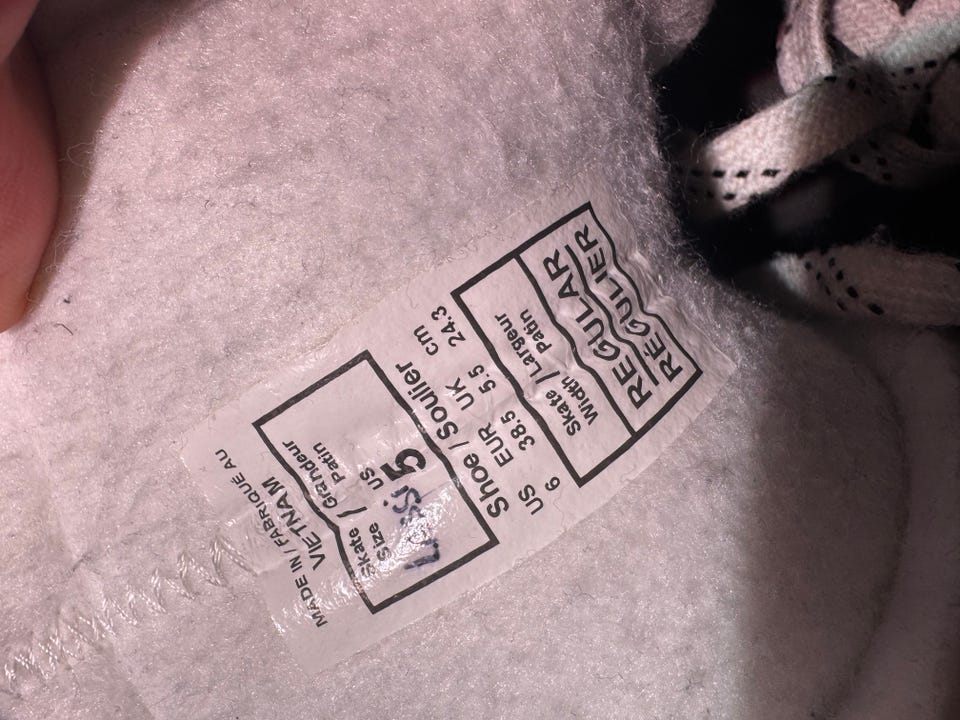 MADE IN / FABRIQUE AU
VIETNAM
Skate / Grandeur
Size / Patin
US
5
Shoe / Soulier
US EUR UK cm
6 38.5 5.5 24.3
Skate / Largeur
Width / Patin
REGULAR
RÉGULIER